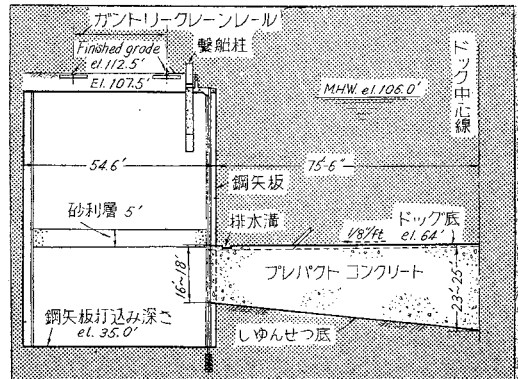 ガントリークレーンレール
Finished grade
el. 112.5'
El. 107.5'
繋船柱
MHW. el. 106.0'
ドック中心線
54.6'
75'-6"
鋼矢板
砂利層 5'
排水溝
1/8"/ft
ドッグ底
el. 64'
16'~18'
プレパクト コンクリート
23'~25'
鋼矢板打込み深さ
el. 35.0'
しゆんせつ底